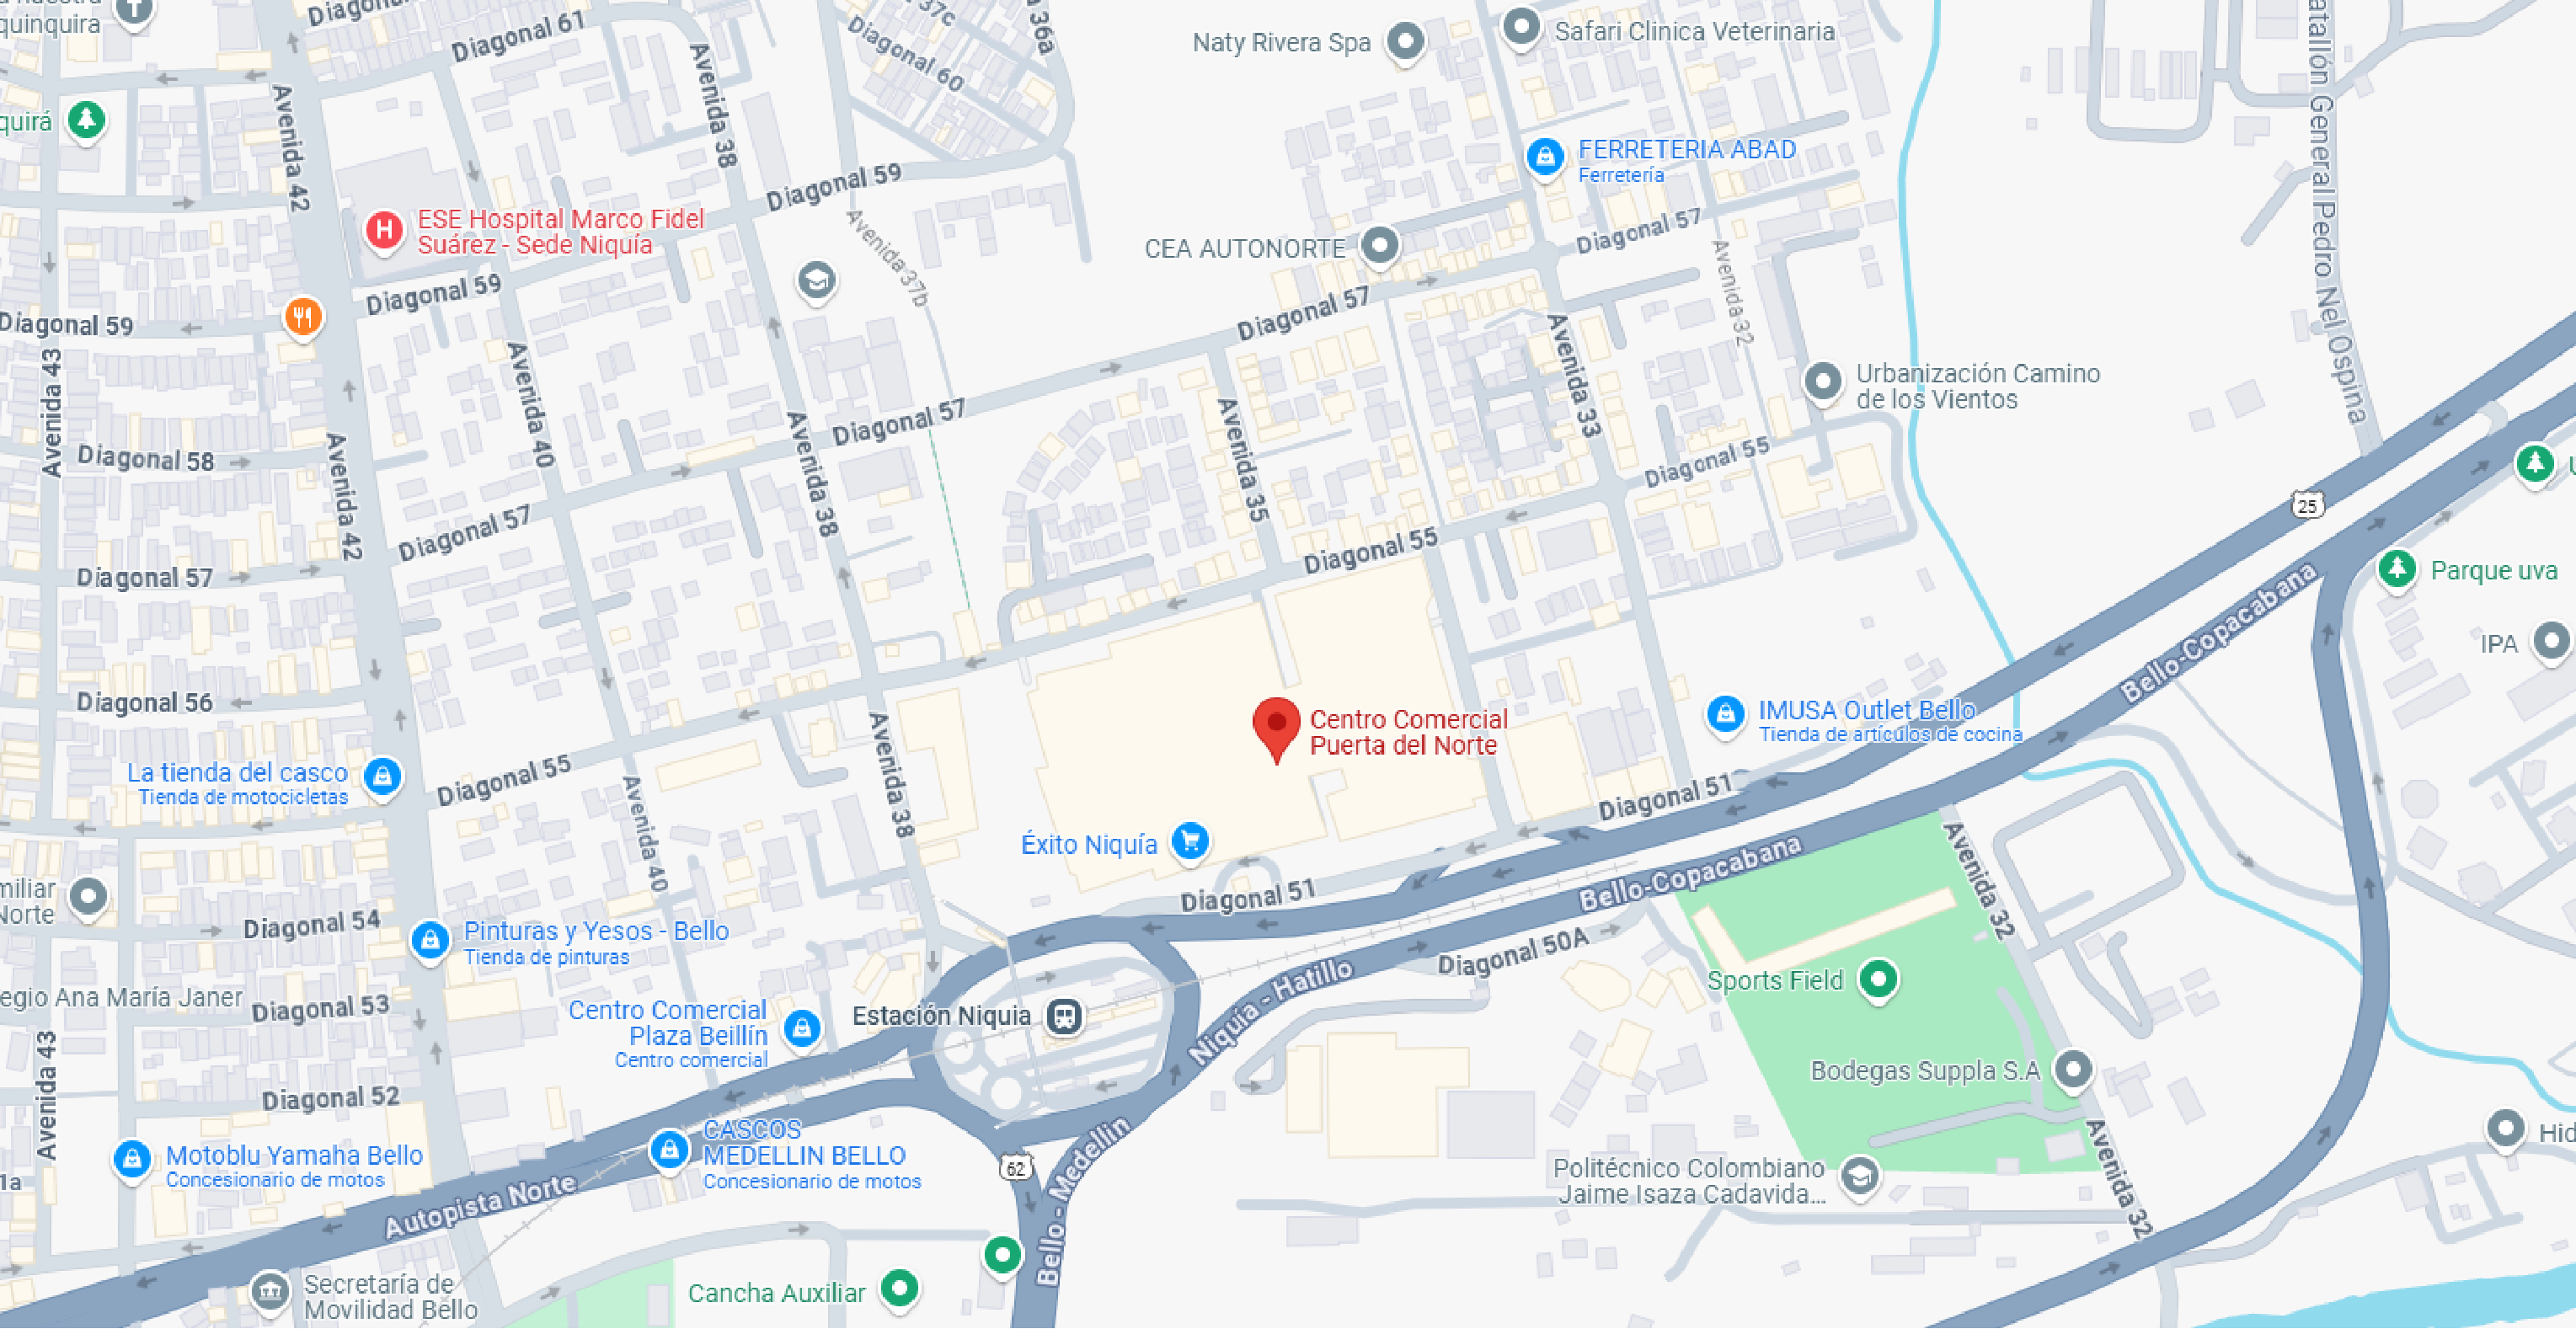 quinquira
Diagonal 61
Avenida 38
37c
Diagonal 60
36a
Naty Rivera Spa
Safari Clinica Veterinaria
Avenida 42
quirá
FERRETERIA ABAD
Ferretería
Diagonal 59
Avenida 37b
ESE Hospital Marco Fidel
Suárez - Sede Niquía
CEA AUTONORTE
Diagonal 57
Avenida 32
Diagonal 59
Diagonal 59
Diagonal 57
Avenida 33
Avenida 43
Avenida 40
Urbanización Camino
de los Vientos
Avenida 38
Diagonal 57
Avenida 35
Diagonal 58
Avenida 42
Diagonal 55
25
Diagonal 57
Diagonal 55
Diagonal 57
Parque uva
Bello-Copacabana
IPA
Diagonal 56
Centro Comercial
Puerta del Norte
IMUSA Outlet Bello
Tienda de artículos de cocina
Avenida 38
La tienda del casco
Tienda de motocicletas
Diagonal 55
Avenida 40
Diagonal 51
Éxito Niquía
Avenida 32
miliar
Norte
Diagonal 51
Bello-Copacabana
Diagonal 54
Pinturas y Yesos - Bello
Tienda de pinturas
Diagonal 50A
Sports Field
egio Ana María Janer
Diagonal 53
Centro Comercial
Plaza Beillín
Centro comercial
Estación Niquia
Niquía - Hatillo
Bodegas Suppla S.A
Avenida 43
Diagonal 52
CASCOS
MEDELLIN BELLO
Concesionario de motos
Motoblu Yamaha Bello
Concesionario de motos
62
Bello - Medellin
Hid
Politécnico Colombiano
Jaime Isaza Cadavida...
Avenida 32
1a
Autopista Norte
Secretaría de
Movilidad Bello
Cancha Auxiliar